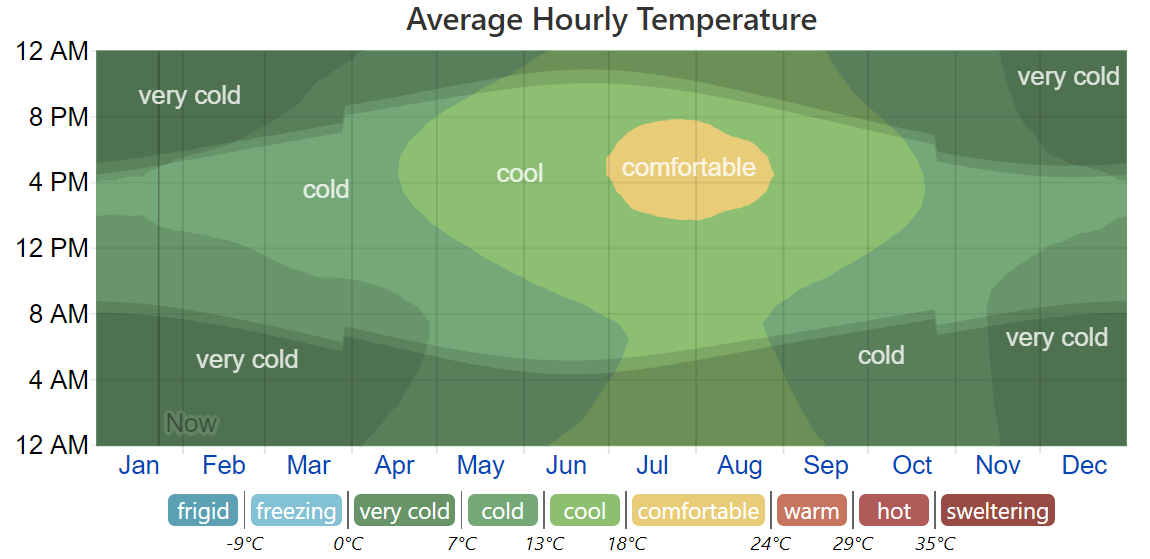 Average Hourly Temperature
12 AM
very cold
very cold
8 PM
4 PM
cold
cool
comfortable
12 PM
8 AM
very cold
cold
very cold
4 AM
Now
12 AM
Jan Feb Mar Apr May Jun Jul Aug Sep Oct Nov Dec
frigid freezing very cold cold cool comfortable warm hot sweltering
-9°C 0°C 7°C 13°C 18°C 24°C 29°C 35°C